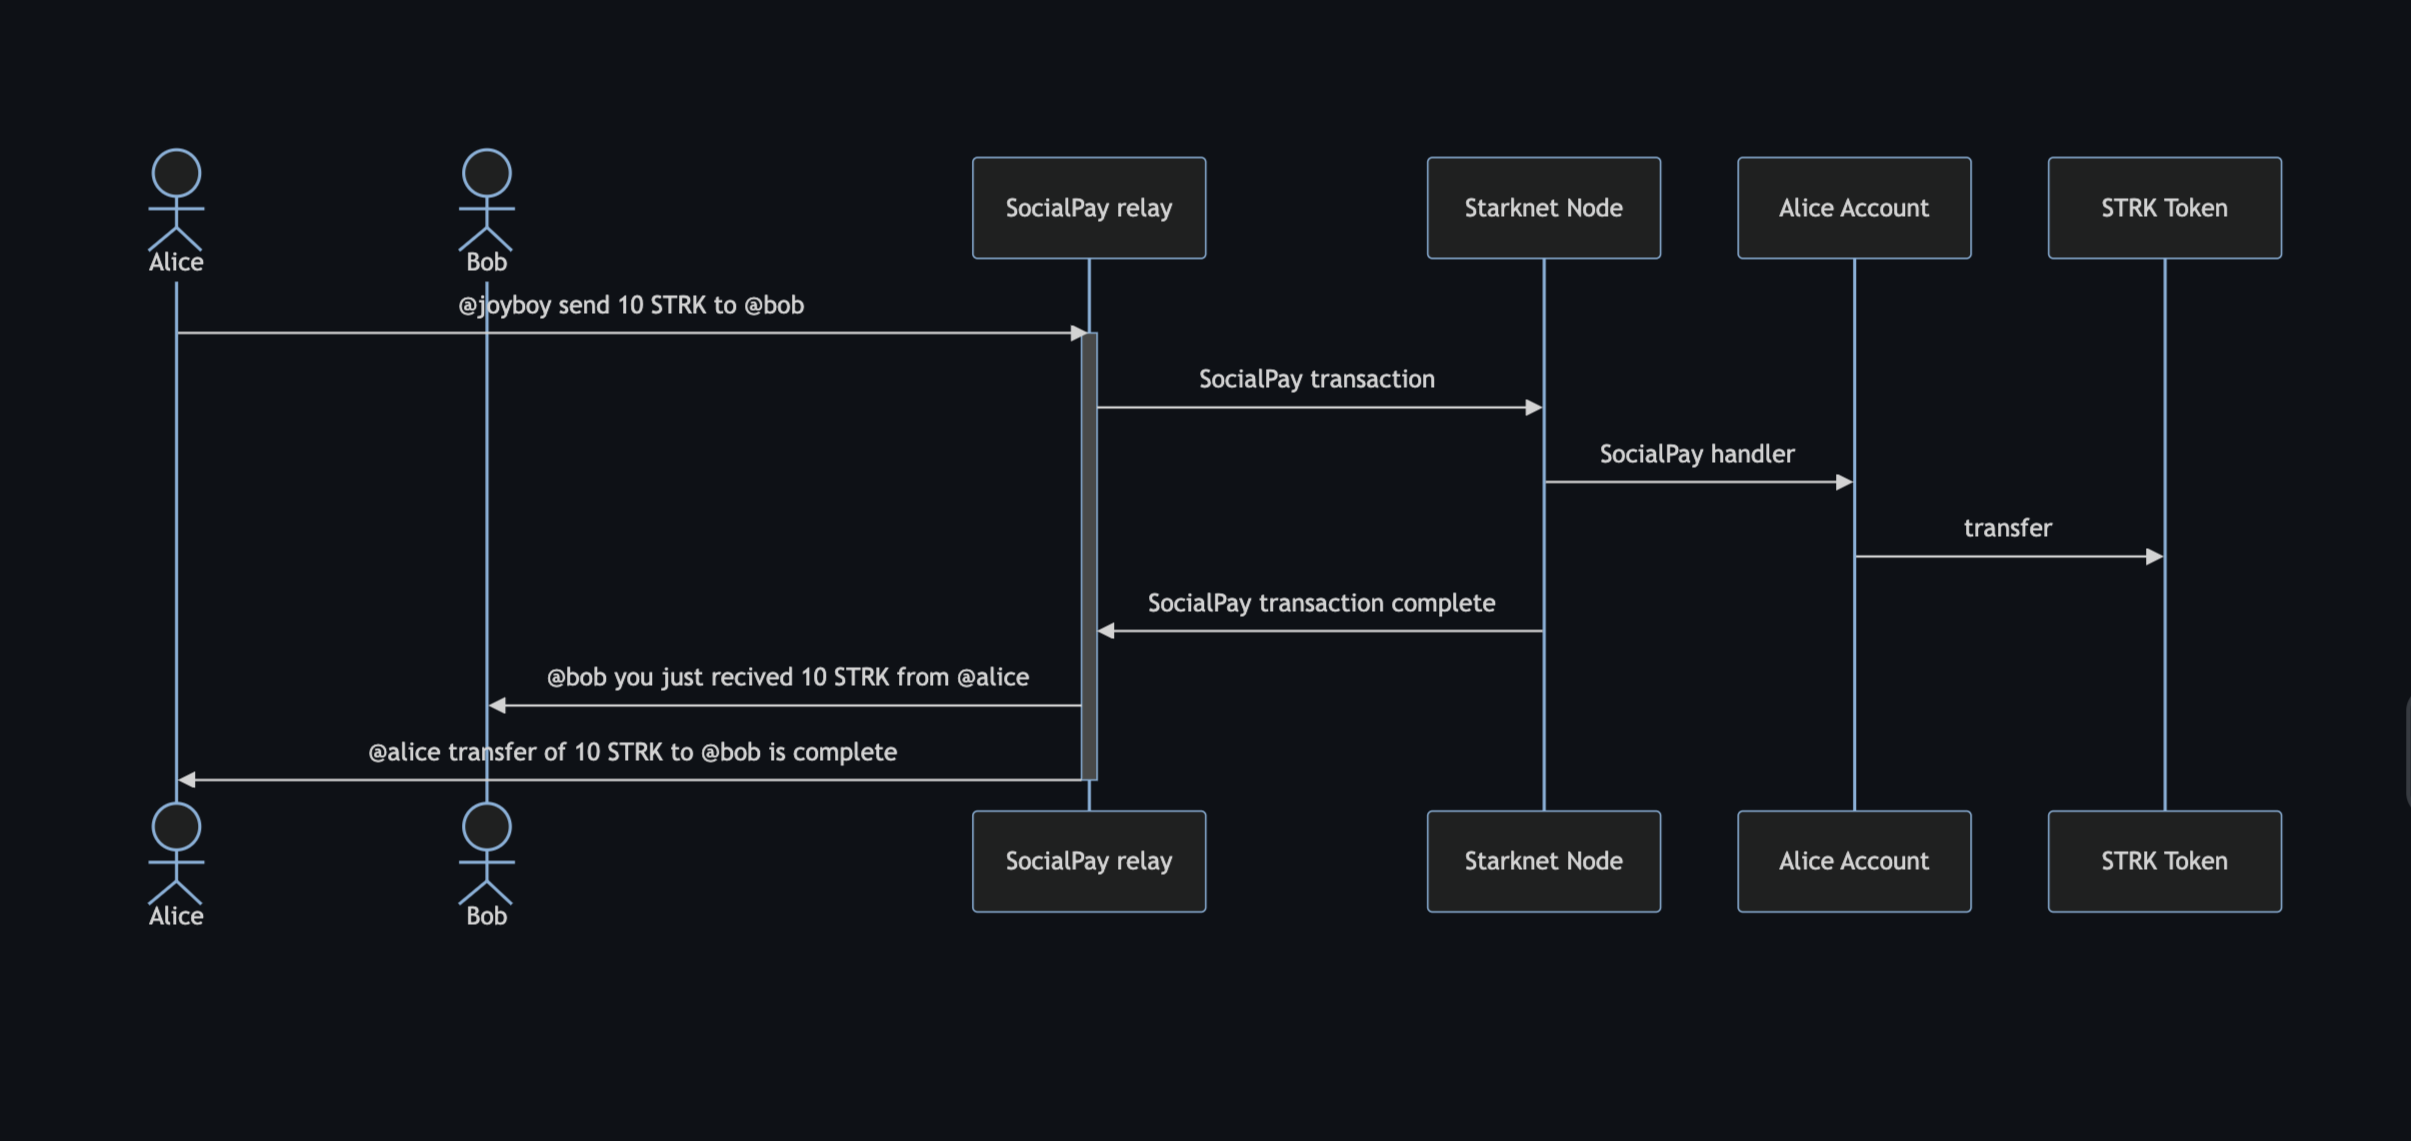 Alice
Bob
SocialPay relay
Starknet Node
Alice Account
STRK Token
@joyboy send 10 STRK to @bob
SocialPay transaction
SocialPay handler
transfer
SocialPay transaction complete
@bob you just recived 10 STRK from @alice
@alice transfer of 10 STRK to @bob is complete
Alice
Bob
SocialPay relay
Starknet Node
Alice Account
STRK Token